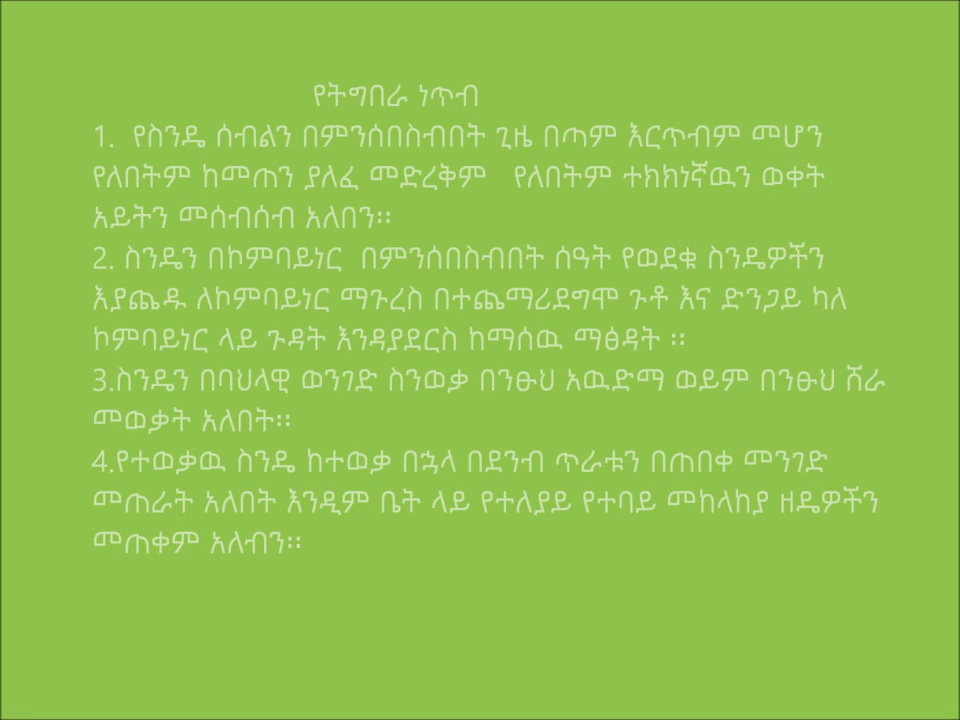 የትግበራ ነጥብ
1. የስንዴ ሰብልን በምንሰበስብበት ጊዜ በጣም እርጥብም መሆን
የለበትም ከመጠን ያለፈ መድረቅም የለበትም ተክክነኛዉን ወቀት
አይትን መሰብሰብ አለበን፡፡
2. ስንዴን በኮምባይነር በምንሰበስብበት ሰዓት የወደቁ ስንዴዎችን
እያጨዱ ለኮምባይነር ማጉረስ በተጨማሪደግሞ ጉቶ እና ድንጋይ ካለ
ኮምባይነር ላይ ጉዳት እንዳያደርስ ከማሰዉ ማፅዳት ፡፡
3.ስንዴን በባህላዊ ወንገድ ስንወቃ በንፁህ አዉድማ ወይም በንፁህ ሸራ
መወቃት አለበት፡፡
4.የተወቃዉ ስንዴ ከተወቃ በኋላ በደንብ ጥራቱን በጠበቀ መንገድ
መጠራት አለበት እንዲም ቤት ላይ የተለያይ የተባይ መከላከያ ዘዴዎችን
መጠቀም አለብን፡፡